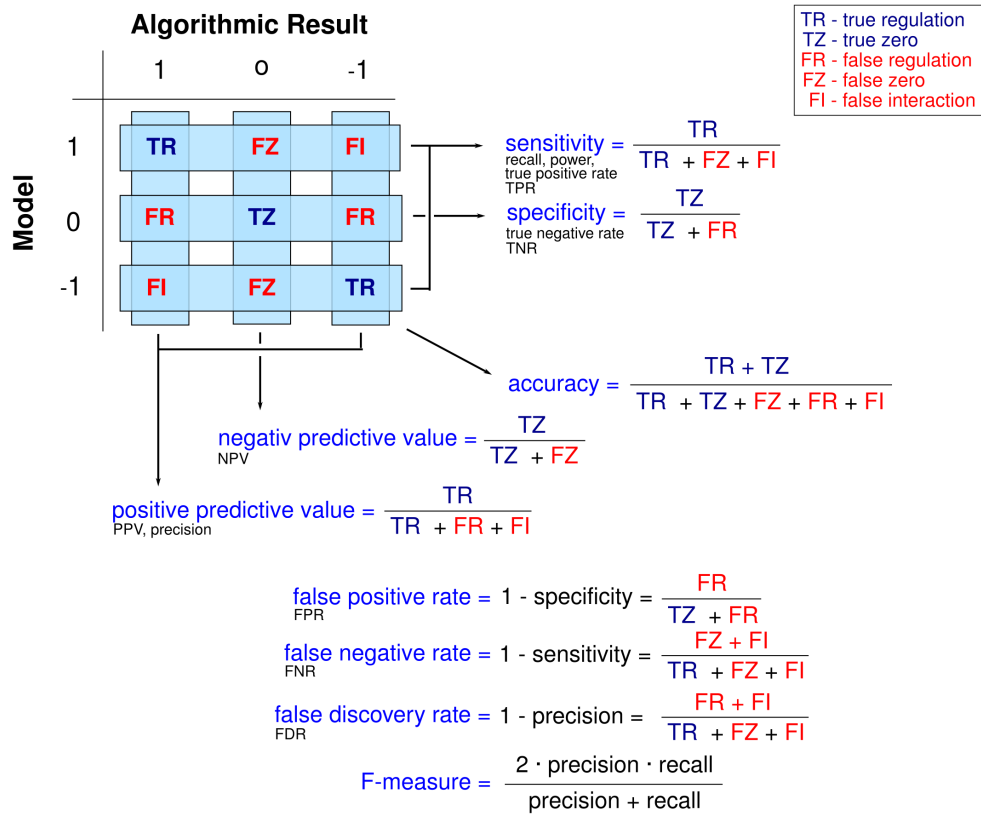 Algorithmic Result
TR - true regulation
TZ - true zero
FR - false regulation
FZ - false zero
FI - false interaction
1 o -1
Model
1 TR FZ FI
0 FR TZ FR
-1 FI FZ TR
sensitivity = TR / TR + FZ + FI
recall, power,
true positive rate
TPR
specificity = TZ / TZ + FR
true negative rate
TNR
accuracy = TR + TZ / TR + TZ + FZ + FR + FI
negativ predictive value = TZ / TZ + FZ
NPV
positive predictive value = TR / TR + FR + FI
PPV, precision
false positive rate = 1 - specificity = FR / TZ + FR
FPR
false negative rate = 1 - sensitivity = FZ + FI / TR + FZ + FI
FNR
false discovery rate = 1 - precision = FR + FI / TR + FZ + FI
FDR
F-measure = 2 · precision · recall / precision + recall